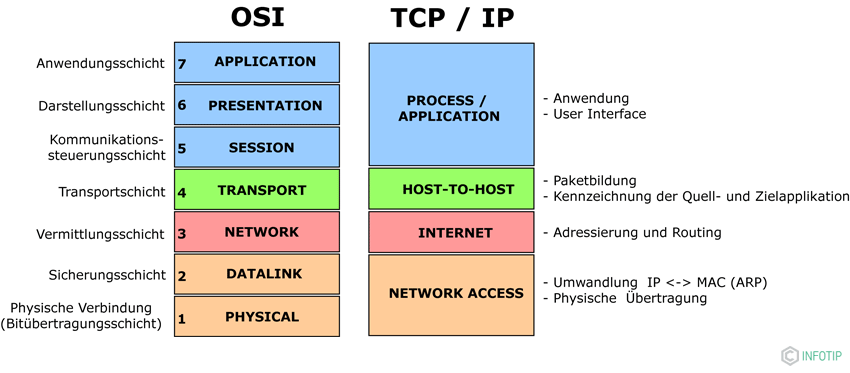 OSI
TCP / IP
Anwendungsschicht
7 APPLICATION
Darstellungsschicht
6 PRESENTATION
Kommunikations-
steuerungsschicht
5 SESSION
PROCESS /
APPLICATION
- Anwendung
- User Interface
Transportschicht
4 TRANSPORT
HOST-TO-HOST
- Paketbildung
- Kennzeichnung der Quell- und Zielapplikation
Vermittlungsschicht
3 NETWORK
INTERNET
- Adressierung und Routing
Sicherungsschicht
2 DATALINK
Physische Verbindung
(Bitübertragungsschicht)
1 PHYSICAL
NETWORK ACCESS
- Umwandlung IP <-> MAC (ARP)
- Physische Übertragung
C INFOTIP